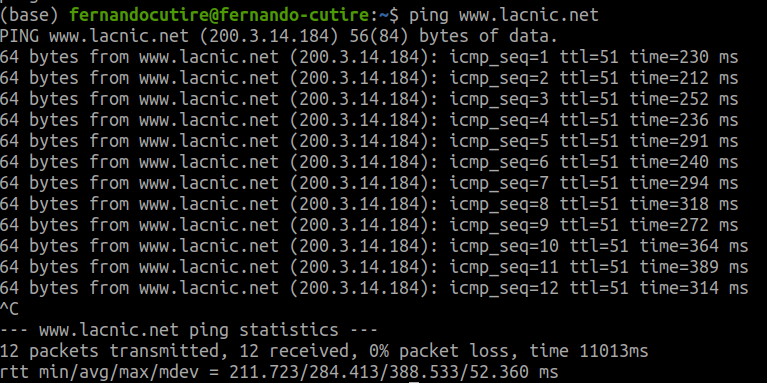 (base) fernandocutire@fernando-cutire:~$ ping www.lacnic.net
PING www.lacnic.net (200.3.14.184) 56(84) bytes of data.
64 bytes from www.lacnic.net (200.3.14.184): icmp_seq=1 ttl=51 time=230 ms
64 bytes from www.lacnic.net (200.3.14.184): icmp_seq=2 ttl=51 time=212 ms
64 bytes from www.lacnic.net (200.3.14.184): icmp_seq=3 ttl=51 time=252 ms
64 bytes from www.lacnic.net (200.3.14.184): icmp_seq=4 ttl=51 time=236 ms
64 bytes from www.lacnic.net (200.3.14.184): icmp_seq=5 ttl=51 time=291 ms
64 bytes from www.lacnic.net (200.3.14.184): icmp_seq=6 ttl=51 time=240 ms
64 bytes from www.lacnic.net (200.3.14.184): icmp_seq=7 ttl=51 time=294 ms
64 bytes from www.lacnic.net (200.3.14.184): icmp_seq=8 ttl=51 time=318 ms
64 bytes from www.lacnic.net (200.3.14.184): icmp_seq=9 ttl=51 time=272 ms
64 bytes from www.lacnic.net (200.3.14.184): icmp_seq=10 ttl=51 time=364 ms
64 bytes from www.lacnic.net (200.3.14.184): icmp_seq=11 ttl=51 time=389 ms
64 bytes from www.lacnic.net (200.3.14.184): icmp_seq=12 ttl=51 time=314 ms
^C
--- www.lacnic.net ping statistics ---
12 packets transmitted, 12 received, 0% packet loss, time 11013ms
rtt min/avg/max/mdev = 211.723/284.413/388.533/52.360 ms